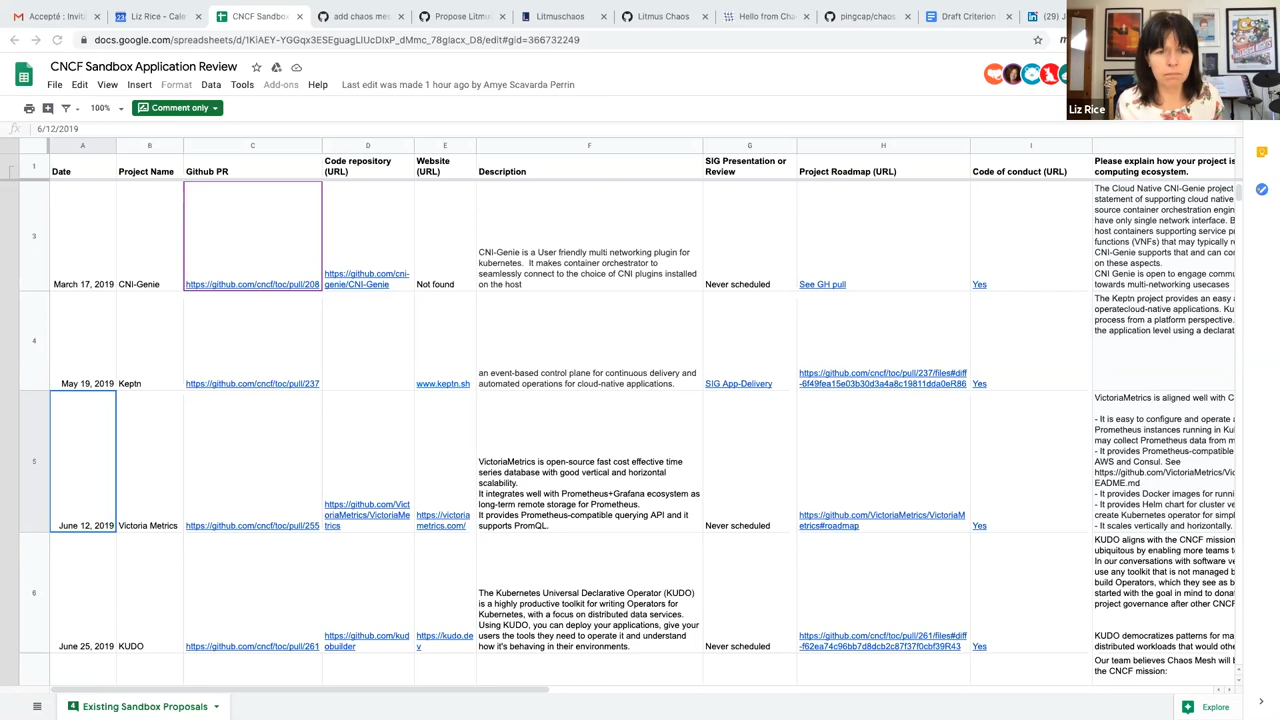 Accepté : Invita
Liz Rice - Cale
CNCF Sandbox
add chaos mes
Propose Litmu
Litmuschaos
Litmus Chaos
Hello from Cha
pingcap/chaos
Draft Criterion
(29) J
docs.google.com/spreadsheets/d/1KiAEY-YGGqx3ESEguagLIUcDIxP_dMmc_78glacx_D8/edit#gid=366732249
CNCF Sandbox Application Review
File Edit View Insert Format Data Tools Add-ons Help Last edit was made 1 hour ago by Amye Scavarda Perrin
100% Comment only
Liz Rice
6/12/2019
A B C D E F G H I
1
Date
Project Name
Github PR
Code repository
(URL)
Website
(URL)
Description
SIG Presentation or
Review
Project Roadmap (URL)
Code of conduct (URL)
Please explain how your project is
computing ecosystem.
3
March 17, 2019
CNI-Genie
https://github.com/cncf/toc/pull/208
https://github.com/cni-
genie/CNI-Genie
Not found
CNI-Genie is a User friendly multi networking plugin for
kubernetes. It makes container orchestrator to
seamlessly connect to the choice of CNI plugins installed
on the host
Never scheduled
See GH pull
Yes
The Cloud Native CNI-Genie project
statement of supporting cloud native
source container orchestration engin
have only single network interface. B
host containers supporting service p
functions (VNFs) that may typically r
CNI-Genie supports that and can con
on these aspects.
CNI Genie is open to engage commu
towards multi-networking usecases
4
May 19, 2019
Keptn
https://github.com/cncf/toc/pull/237
www.keptn.sh
an event-based control plane for continuous delivery and
automated operations for cloud-native applications.
SIG App-Delivery
https://github.com/cncf/toc/pull/237/files#diff
-6f49fea15e03b30d3a4a8c19811dda0eR86
Yes
The Keptn project provides an easy a
operatecloud-native applications. Ku
process from a platform perspective.
the application level using a declarat
5
June 12, 2019
Victoria Metrics
https://github.com/cncf/toc/pull/255
https://github.com/Vict
oriaMetrics/VictoriaMe
trics
https://victoria
metrics.com/
VictoriaMetrics is open-source fast cost effective time
series database with good vertical and horizontal
scalability.
It integrates well with Prometheus+Grafana ecosystem as
long-term remote storage for Prometheus.
It provides Prometheus-compatible querying API and it
supports PromQL.
Never scheduled
https://github.com/VictoriaMetrics/VictoriaM
etrics#roadmap
Yes
VictoriaMetrics is aligned well with C
- It is easy to configure and operate a
Prometheus instances running in Kul
may collect Prometheus data from m
- It provides Prometheus-compatible
AWS and Consul. See
https://github.com/VictoriaMetrics/Vic
EADME.md
- It provides Docker images for runni
- It provides Helm chart for cluster ve
create Kubernetes operator for simpl
- It scales vertically and horizontally.
6
June 25, 2019
KUDO
https://github.com/cncf/toc/pull/261
https://github.com/kud
obuilder
https://kudo.de
v
The Kubernetes Universal Declarative Operator (KUDO)
is a highly productive toolkit for writing Operators for
Kubernetes, with a focus on distributed data services.
Using KUDO, you can deploy your applications, give your
users the tools they need to operate it and understand
how it's behaving in their environments.
Never scheduled
https://github.com/cncf/toc/pull/261/files#diff
-f62ea74c96bb7d8dcb2c87f37f0cbf39R43
Yes
KUDO aligns with the CNCF mission
ubiquitous by enabling more teams t
In our conversations with software ve
use any toolkit that is not managed b
build Operators, which they see as b
started with the goal in mind to donat
project governance after other CNCF
KUDO democratizes patterns for ma
distributed workloads that would othe
Our team believes Chaos Mesh will b
the CNCF mission:
4 Existing Sandbox Proposals
Explore